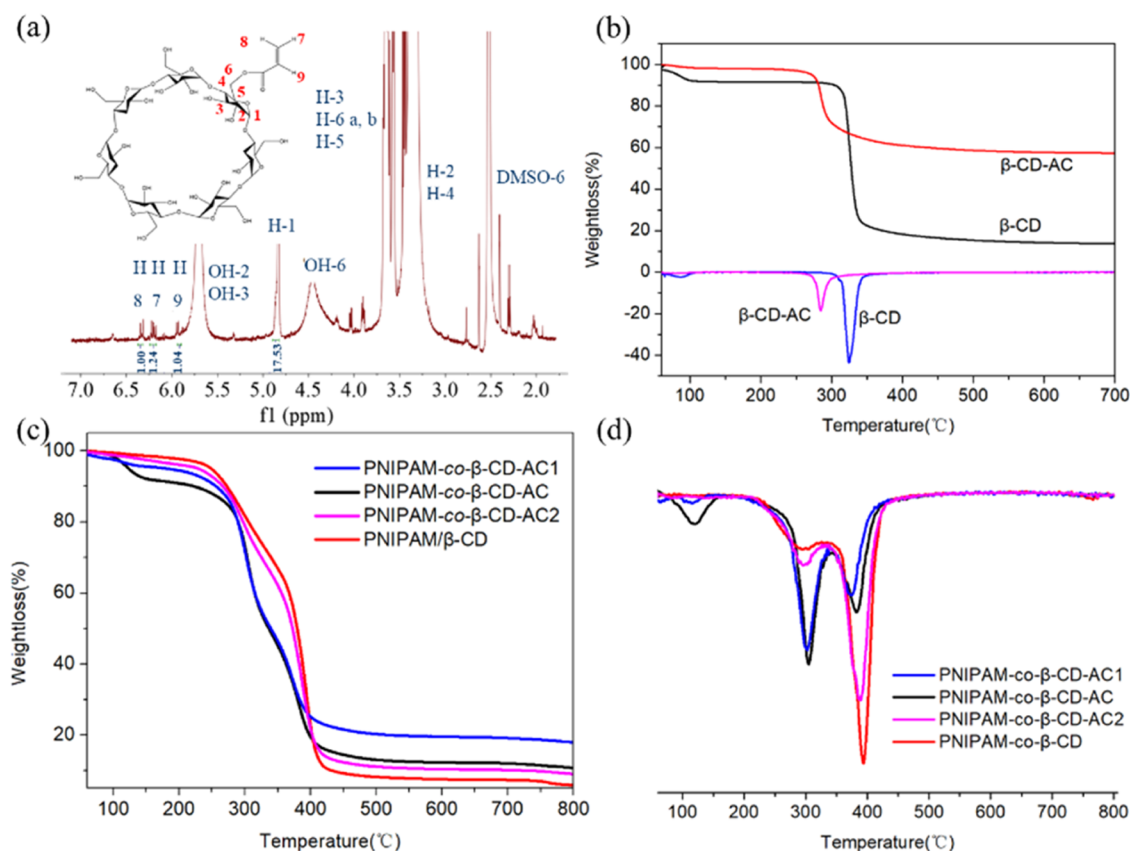 (a)
8
7
6
9
4
5
3
2
1
H-3
H-6 a, b
H-5
H-2
H-4
DMSO-6
H-1
OH-6
OH-2
OH-3
H H H
8 7 9
1.00
1.24
1.04
17.53
7.0 6.5 6.0 5.5 5.0 4.5 4.0 3.5 3.0 2.5 2.0
f1 (ppm)
(b)
100
80
60
40
20
0
-20
-40
Weightloss(%)
β-CD-AC
β-CD
β-CD-AC
β-CD
100 200 300 400 500 600 700
Temperature(℃)
(c)
100
80
60
40
20
Weightloss(%)
PNIPAM-co-β-CD-AC1
PNIPAM-co-β-CD-AC
PNIPAM-co-β-CD-AC2
PNIPAM/β-CD
100 200 300 400 500 600 700 800
Temperature(℃)
(d)
PNIPAM-co-β-CD-AC1
PNIPAM-co-β-CD-AC
PNIPAM-co-β-CD-AC2
PNIPAM-co-β-CD
100 200 300 400 500 600 700 800
Temperature(℃)